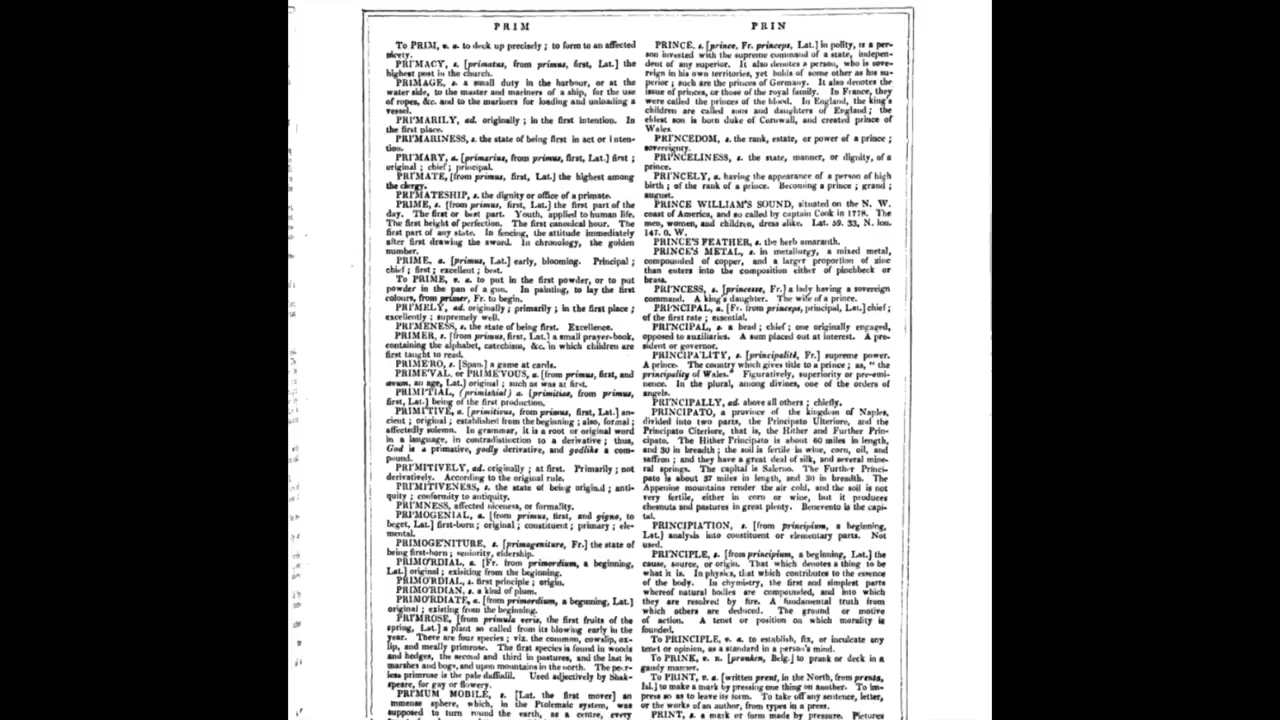 PRIM
To PRIM, v. a. to deck up precisely; to form to an affected
nicety.
PRI'MACY, s. [primatus, from primus, first, Lat.] the
highest post in the church.
PRIMAGE, s. a small duty in the harbour, or at the
water side, to the master and mariners of a ship, for the use
of ropes, &c. and to the mariners for loading and unloading a
vessel.
PRI'MARILY, ad. originally; in the first intention. In
the first place.
PRI'MARINESS, s. the state of being first in act or inten-
tion.
PRI'MARY, a. [primarius, from primus, first, Lat.] first;
original; chief; principal.
PRI'MATE, [from primus, first, Lat.] the highest among
the clergy.
PRI'MATESHIP, s. the dignity or office of a primate.
PRIME, s. [from primus, first, Lat.] the first part of the
day. The first or best part. Youth, applied to human life.
The first height of perfection. The first canonical hour. The
first part of any state. In fencing, the attitude immediately
after first drawing the sword. In chronology, the golden
number.
PRIME, a. [primus, Lat.] early, blooming. Principal;
chief; first; excellent; best.
To PRIME, v. a. to put in the first powder, or to put
powder in the pan of a gun. In painting, to lay the first
colours, from primer, Fr. to begin.
PRI'MELY, ad. originally; primarily; in the first place;
excellently; supremely well.
PRI'MENESS, s. the state of being first. Excellence.
PRI'MER, s. [from primus, first, Lat.] a small prayer-book,
containing the alphabet, catechism, &c. in which children are
first taught to read.
PRIME'RO, s. [Span.] a game at cards.
PRIME'VAL, or PRIME'VOUS, a. [from primus, first, and
ævum, an age, Lat.] original; such as was at first.
PRIMI'TIAL, (primishial) a. [primitias, from primus,
first, Lat.] being of the first production.
PRI'MITIVE, a. [primitivus, from primus, first, Lat.] an-
cient; original; established from the beginning; also, formal;
affectedly solemn. In grammar, it is a root or original word
in a language, in contradistinction to a derivative; thus,
God is a primative, godly derivative, and godlike a com-
pound.
PRI'MITIVELY, ad. originally; at first. Primarily; not
derivatively. According to the original rule.
PRI'MITIVENESS, s. the state of being original; anti-
quity; conformity to antiquity.
PRI'MNESS, affected niceness, or formality.
PRIMOGE'NIAL, a. [from primus, first, and gigno, to
beget, Lat.] first-born; original; constituent; primary; ele-
mental.
PRIMOGE'NITURE, s. [primogeniture, Fr.] the state of
being first-born; seniority, eldership.
PRIMO'RDIAL, a. [Fr. from primordium, a beginning,
Lat.] original; existing from the beginning.
PRIMO'RDIAL, s. first principle; origin.
PRIMO'RDIAN, s. a kind of plum.
PRIMO'RDIATE, a. [from primordium, a beginning, Lat.]
original; existing from the beginning.
PRI'MROSE, [from primula veris, the first fruits of the
spring, Lat.] a plant so called from its blowing early in the
year. There are four species; viz. the common, cowslip, ox-
lip, and meally primrose. The first species is found in woods
and hedges, the second and third in pastures, and the last in
marshes and bogs, and upon mountains in the north. The peer-
less primrose is the pale daffodil. Used adjectively by Shak-
speare, for gay or flowery.
PRI'MUM MOBILE, s. [Lat. the first mover] an
immense sphere, which, in the Ptolemaic system, was
supposed to turn round the earth, as a centre, every
PRIN
PRINCE, s. [prince, Fr. princeps, Lat.] in polity, is a per-
son invested with the supreme command of a state, indepen-
dent of any superior. It also denotes a person, who is sove-
reign in his own territories, yet holds of some other as his su-
perior; such are the princes of Germany. It also denotes the
issue of princes, or those of the royal family. In France, they
were called the princes of the blood. In England, the king's
children are called sons and daughters of England; the
eldest son is born duke of Cornwall, and created prince of
Wales.
PRI'NCEDOM, s. the rank, estate, or power of a prince;
sovereignty.
PRI'NCELINESS, s. the state, manner, or dignity, of a
prince.
PRI'NCELY, a. having the appearance of a person of high
birth; of the rank of a prince. Becoming a prince; grand;
august.
PRINCE WILLIAM'S SOUND, situated on the N. W.
coast of America, and so called by captain Cook in 1778. The
men, women, and children, dress alike. Lat. 59. 33, N. lon.
147. 0. W.
PRINCE'S FEATHER, s. the herb amaranth.
PRINCE'S METAL, s. in metallurgy, a mixed metal,
compounded of copper, and a larger proportion of zinc
than enters into the composition either of pinchbeck or
brass.
PRI'NCESS, s. [princesse, Fr.] a lady having a sovereign
command. A king's daughter. The wife of a prince.
PRI'NCIPAL, a. [Fr. from princeps, principal, Lat.] chief;
of the first rate; essential.
PRI'NCIPAL, s. a head; chief; one originally engaged,
opposed to auxiliaries. A sum placed out at interest. A pre-
sident or governor.
PRINCIPA'LITY, s. [principalité, Fr.] supreme power.
A prince. The country which gives title to a prince; as, "the
principality of Wales." Figuratively, superiority or pre-emi-
nence. In the plural, among divines, one of the orders of
angels.
PRI'NCIPALLY, ad. above all others; chiefly.
PRINCIPATO, a province of the kingdom of Naples,
divided into two parts, the Principato Ulteriore, and the
Principato Citeriore, that is, the Hither and Further Prin-
cipato. The Hither Principato is about 60 miles in length,
and 30 in breadth; the soil is fertile in wine, corn, oil, and
saffron; and they have a great deal of silk, and several mine-
ral springs. The capital is Salerno. The Further Princi-
pato is about 37 miles in length, and 30 in breadth. The
Appenine mountains render the air cold, and the soil is not
very fertile, either in corn or wine, but it produces
chesnuts and pastures in great plenty. Benevento is the capi-
tal.
PRINCIPIA'TION, s. [from principium, a beginning,
Lat.] analysis into constituent or elementary parts. Not
used.
PRI'NCIPLE, s. [from principium, a beginning, Lat.] the
cause, source, or origin. That which denotes a thing to be
what it is. In physics, that which contributes to the essence
of the body. In chymistry, the first and simplest parts
whereof natural bodies are compounded, and into which
they are resolved by fire. A fundamental truth from
which others are deduced. The ground or motive
of action. A tenet or position on which morality is
founded.
To PRI'NCIPLE, v. a. to establish, fix, or inculcate any
tenet or opinion, as a standard in a person's mind.
To PRINK, v. n. [pronken, Belg.] to prank or deck in a
gaudy manner.
To PRINT, v. a. [written prent, in the North, from prenta,
Isl.] to make a mark by pressing one thing on another. To im-
press so as to leave its form. To take off any sentence, letter,
or the works of an author, from types in a press.
PRINT, s. a mark or form made by pressure. Pictures